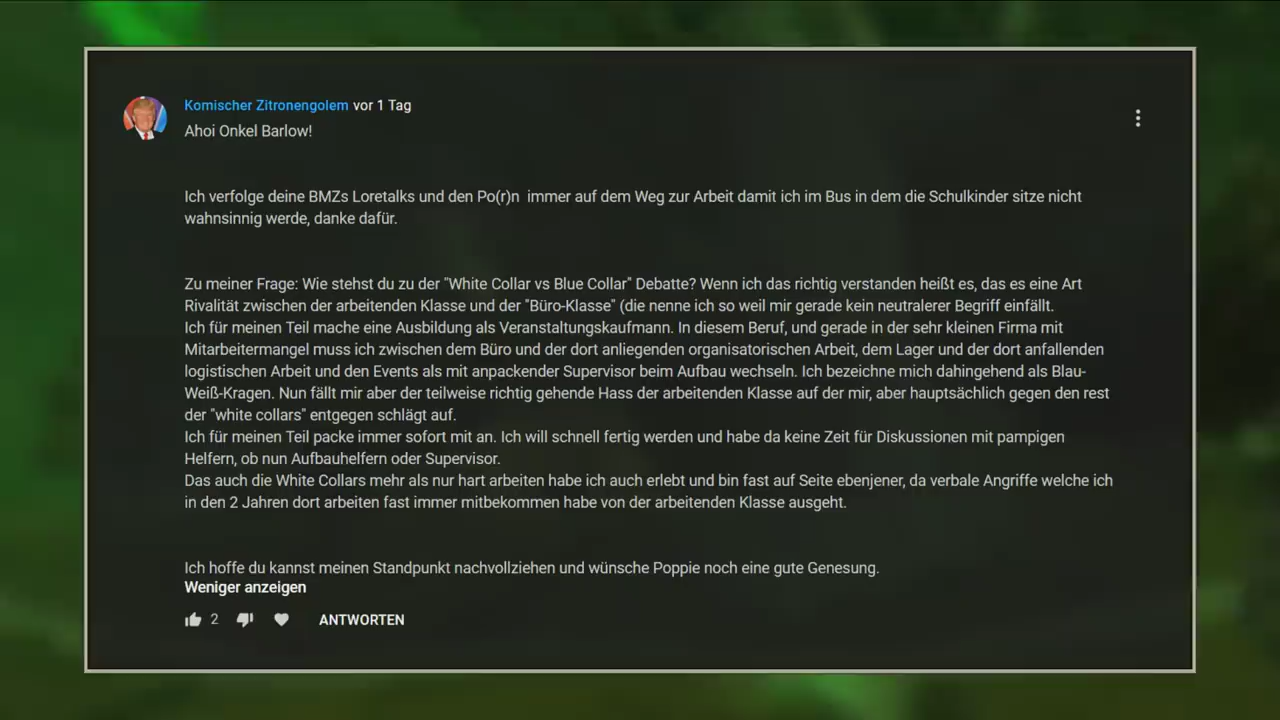 Komischer Zitronengolem vor 1 Tag
Ahoi Onkel Barlow!
Ich verfolge deine BMZs Loretalks und den Po(r)n immer auf dem Weg zur Arbeit damit ich im Bus in dem die Schulkinder sitze nicht
wahnsinnig werde, danke dafür.
Zu meiner Frage: Wie stehst du zu der "White Collar vs Blue Collar" Debatte? Wenn ich das richtig verstanden heißt es, das es eine Art
Rivalität zwischen der arbeitenden Klasse und der "Büro-Klasse" (die nenne ich so weil mir gerade kein neutralerer Begriff einfällt.
Ich für meinen Teil mache eine Ausbildung als Veranstaltungskaufmann. In diesem Beruf, und gerade in der sehr kleinen Firma mit
Mitarbeitermangel muss ich zwischen dem Büro und der dort anliegenden organisatorischen Arbeit, dem Lager und der dort anfallenden
logistischen Arbeit und den Events als mit anpackender Supervisor beim Aufbau wechseln. Ich bezeichne mich dahingehend als Blau-
Weiß-Kragen. Nun fällt mir aber der teilweise richtig gehende Hass der arbeitenden Klasse auf der mir, aber hauptsächlich gegen den rest
der "white collars" entgegen schlägt auf.
Ich für meinen Teil packe immer sofort mit an. Ich will schnell fertig werden und habe da keine Zeit für Diskussionen mit pampigen
Helfern, ob nun Aufbauhelfern oder Supervisor.
Das auch die White Collars mehr als nur hart arbeiten habe ich auch erlebt und bin fast auf Seite ebenjener, da verbale Angriffe welche ich
in den 2 Jahren dort arbeiten fast immer mitbekommen habe von der arbeitenden Klasse ausgeht.
Ich hoffe du kannst meinen Standpunkt nachvollziehen und wünsche Poppie noch eine gute Genesung.
Weniger anzeigen
2 ANTWORTEN